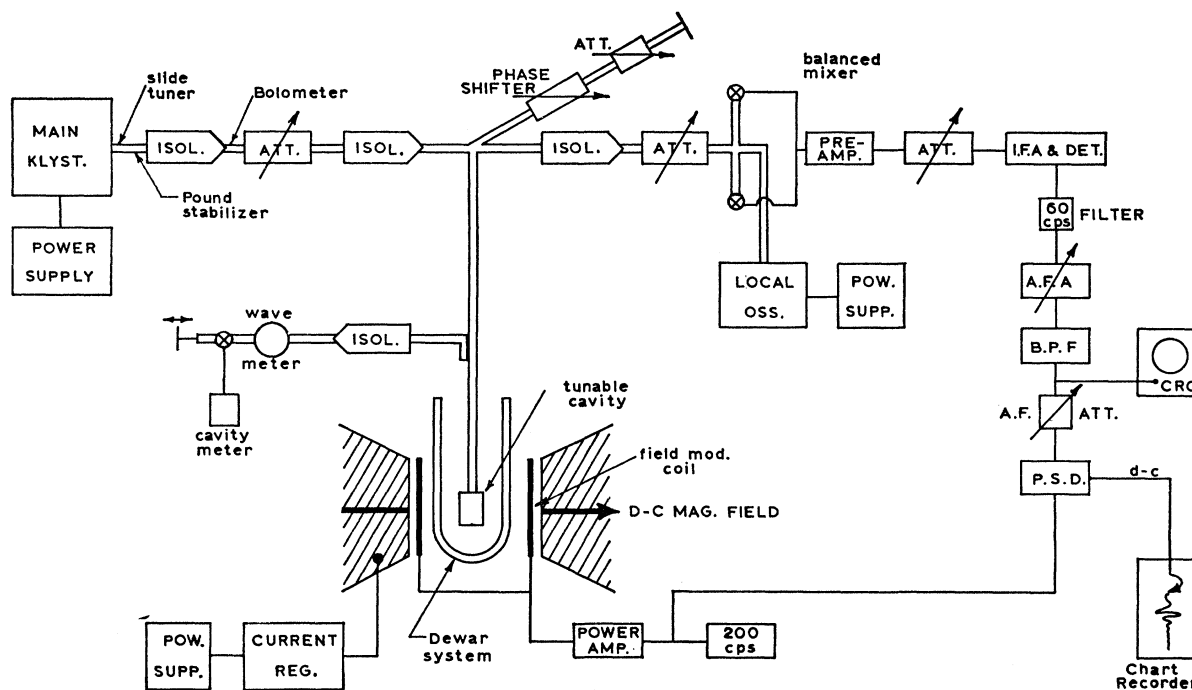 ATT.
PHASE
SHIFTER
balanced
mixer
slide
tuner
Bolometer
MAIN
KLYST.
ISOL.
ATT.
ISOL.
ISOL.
ATT.
PRE-
AMP.
ATT.
I.F.A & DET.
Pound
stabilizer
60
cps
FILTER
POWER
SUPPLY
LOCAL
OSS.
POW.
SUPP.
A.F.A
wave
meter
ISOL.
B.P.F
CRO
tunable
cavity
A.F.
ATT.
cavity
meter
field mod.
coil
P.S.D.
d-c
D-C MAG. FIELD
Dewar
system
POW.
SUPP.
CURRENT
REG.
POWER
AMP.
200
cps
Chart
Recorder